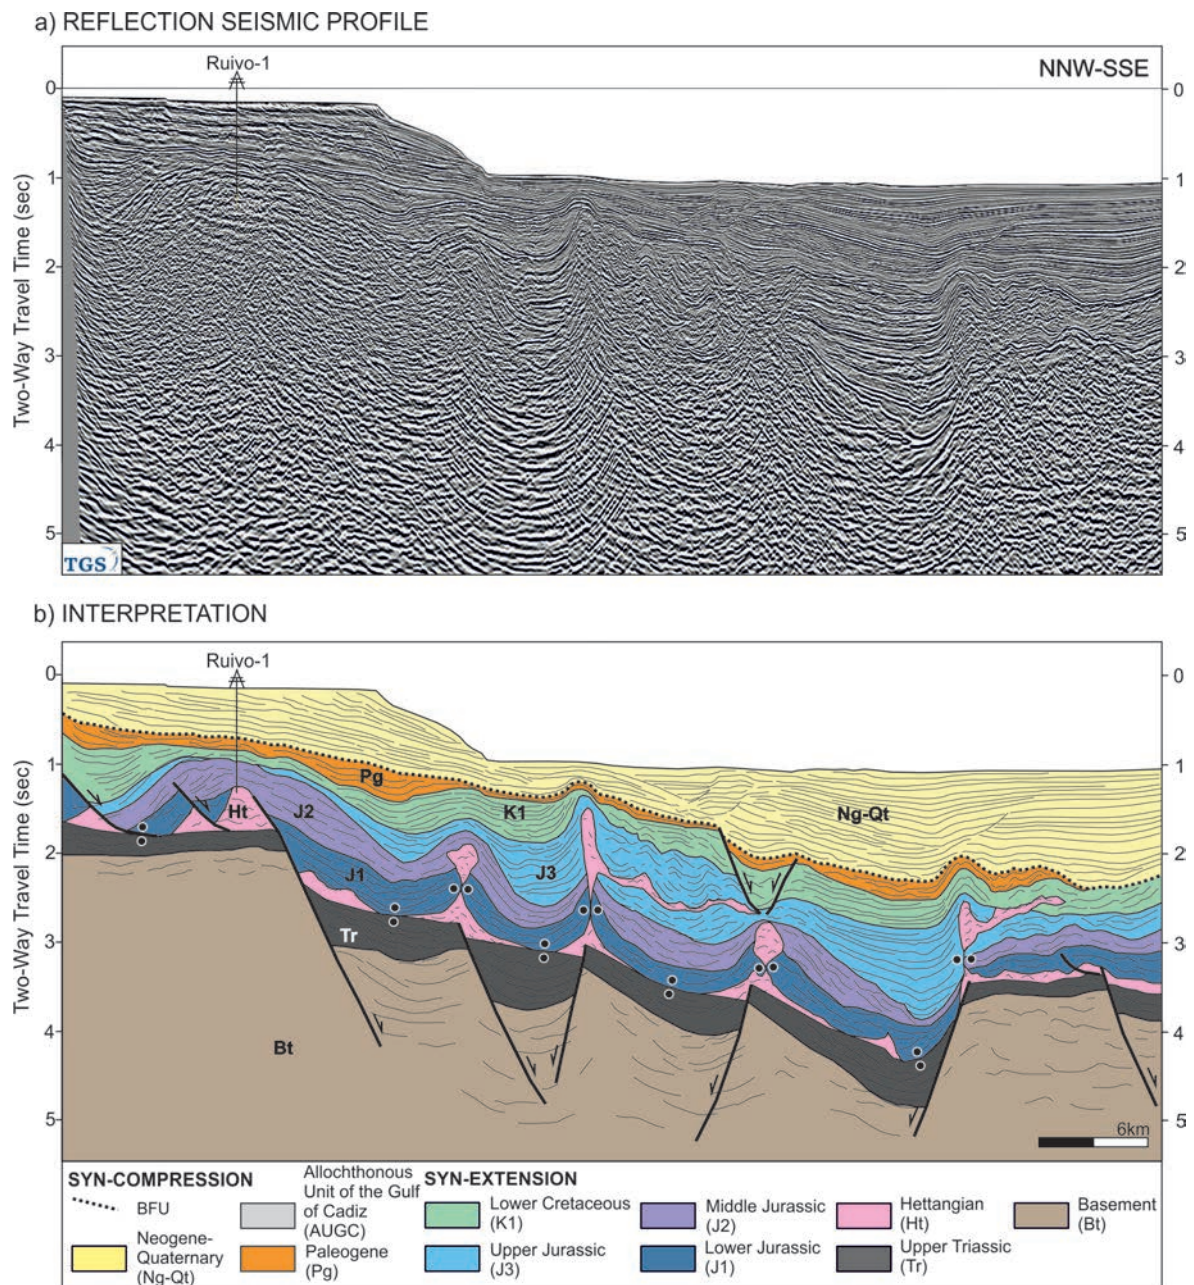 a) REFLECTION SEISMIC PROFILE
Ruivo-1
NNW-SSE
0
1
2
3
4
5
Two-Way Travel Time (sec)
0
1
2
3
4
5
TGS
b) INTERPRETATION
Ruivo-1
0
1
2
3
4
5
Two-Way Travel Time (sec)
0
1
2
3
4
5
Pg
Ht
J2
K1
Ng-Qt
J1
J3
Tr
Bt
6km
SYN-COMPRESSION
BFU
Neogene-
Quaternary
(Ng-Qt)
Allochthonous
Unit of the Gulf
of Cadiz
(AUGC)
Paleogene
(Pg)
SYN-EXTENSION
Lower Cretaceous
(K1)
Upper Jurassic
(J3)
Middle Jurassic
(J2)
Lower Jurassic
(J1)
Hettangian
(Ht)
Upper Triassic
(Tr)
Basement
(Bt)